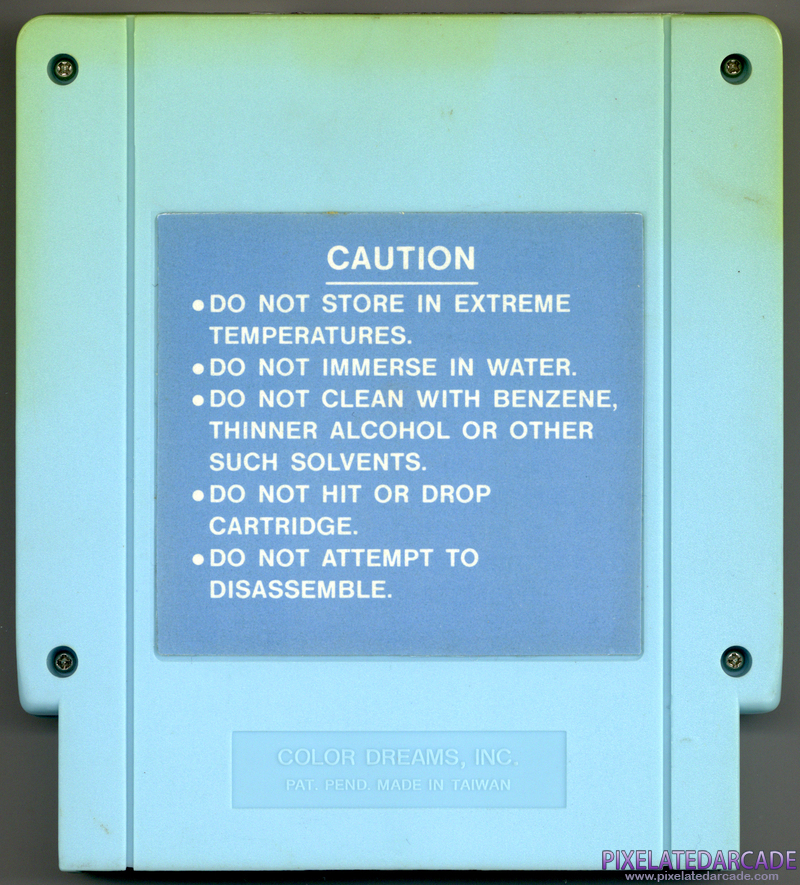 CAUTION
●DO NOT STORE IN EXTREME
TEMPERATURES.
●DO NOT IMMERSE IN WATER.
●DO NOT CLEAN WITH BENZENE,
THINNER ALCOHOL OR OTHER
SUCH SOLVENTS.
●DO NOT HIT OR DROP
CARTRIDGE.
●DO NOT ATTEMPT TO
DISASSEMBLE.
COLOR DREAMS, INC.
PAT. PEND. MADE IN TAIWAN
PIXELATEDARCADE
www.pixelatedarcade.com